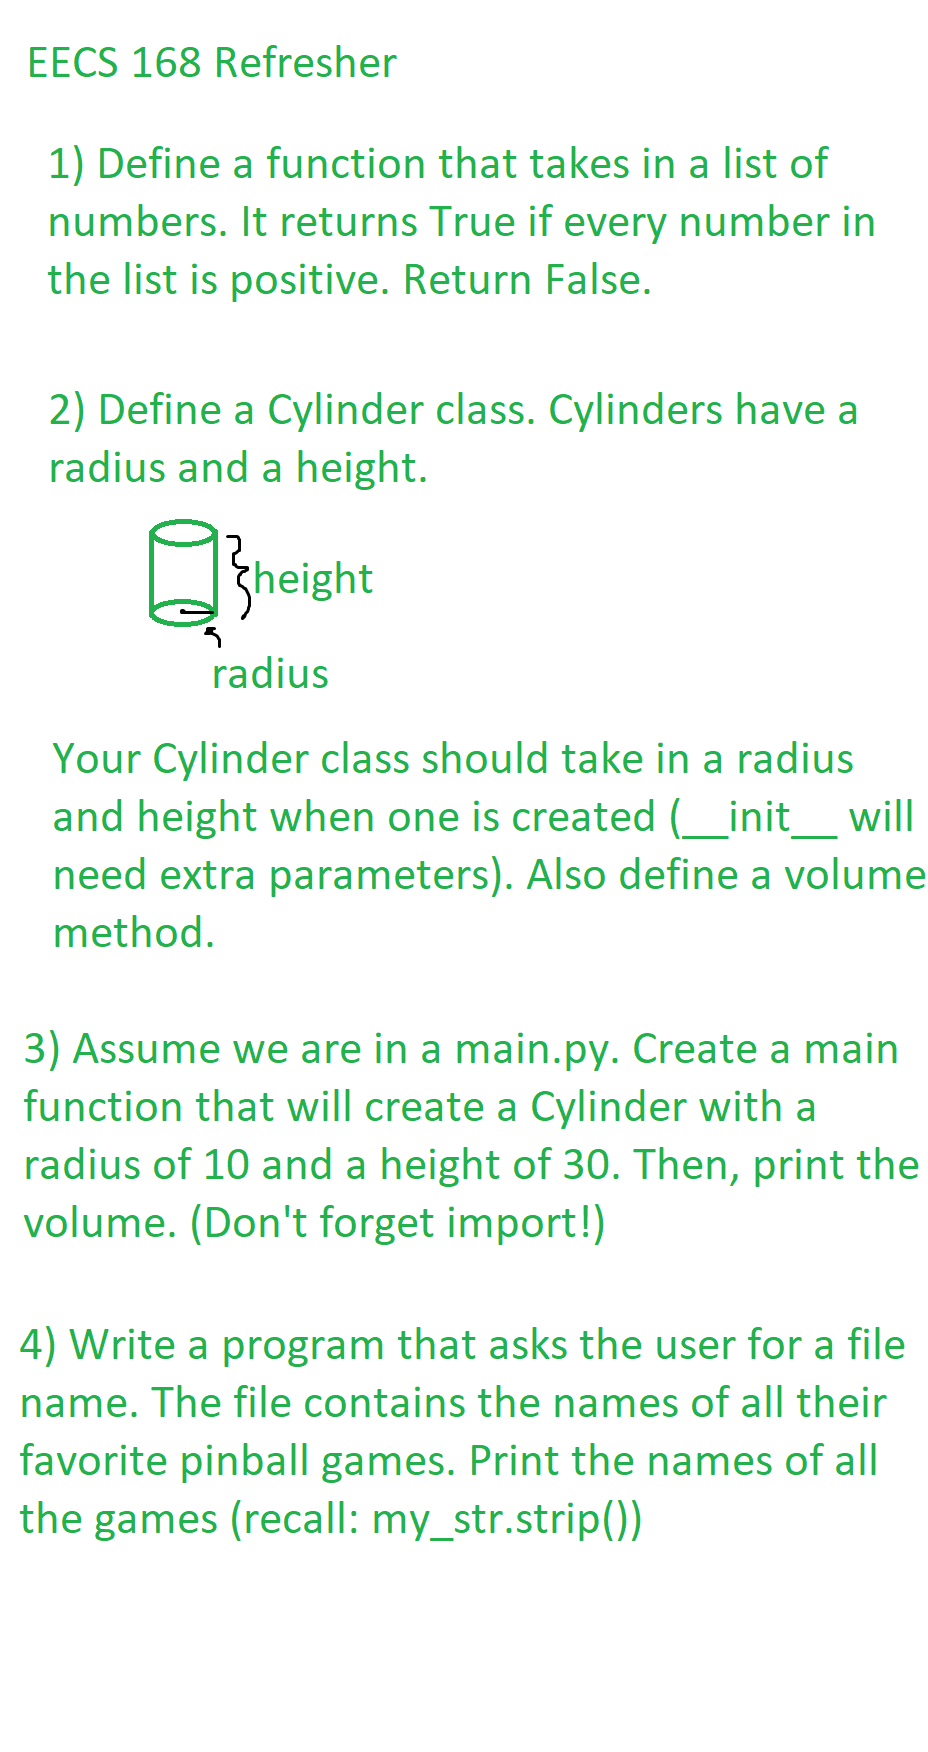 EECS 168 Refresher
1) Define a function that takes in a list of
numbers. It returns True if every number in
the list is positive. Return False.
2) Define a Cylinder class. Cylinders have a
radius and a height.
height
radius
Your Cylinder class should take in a radius
and height when one is created (__init__ will
need extra parameters). Also define a volume
method.
3) Assume we are in a main.py. Create a main
function that will create a Cylinder with a
radius of 10 and a height of 30. Then, print the
volume. (Don't forget import!)
4) Write a program that asks the user for a file
name. The file contains the names of all their
favorite pinball games. Print the names of all
the games (recall: my_str.strip())